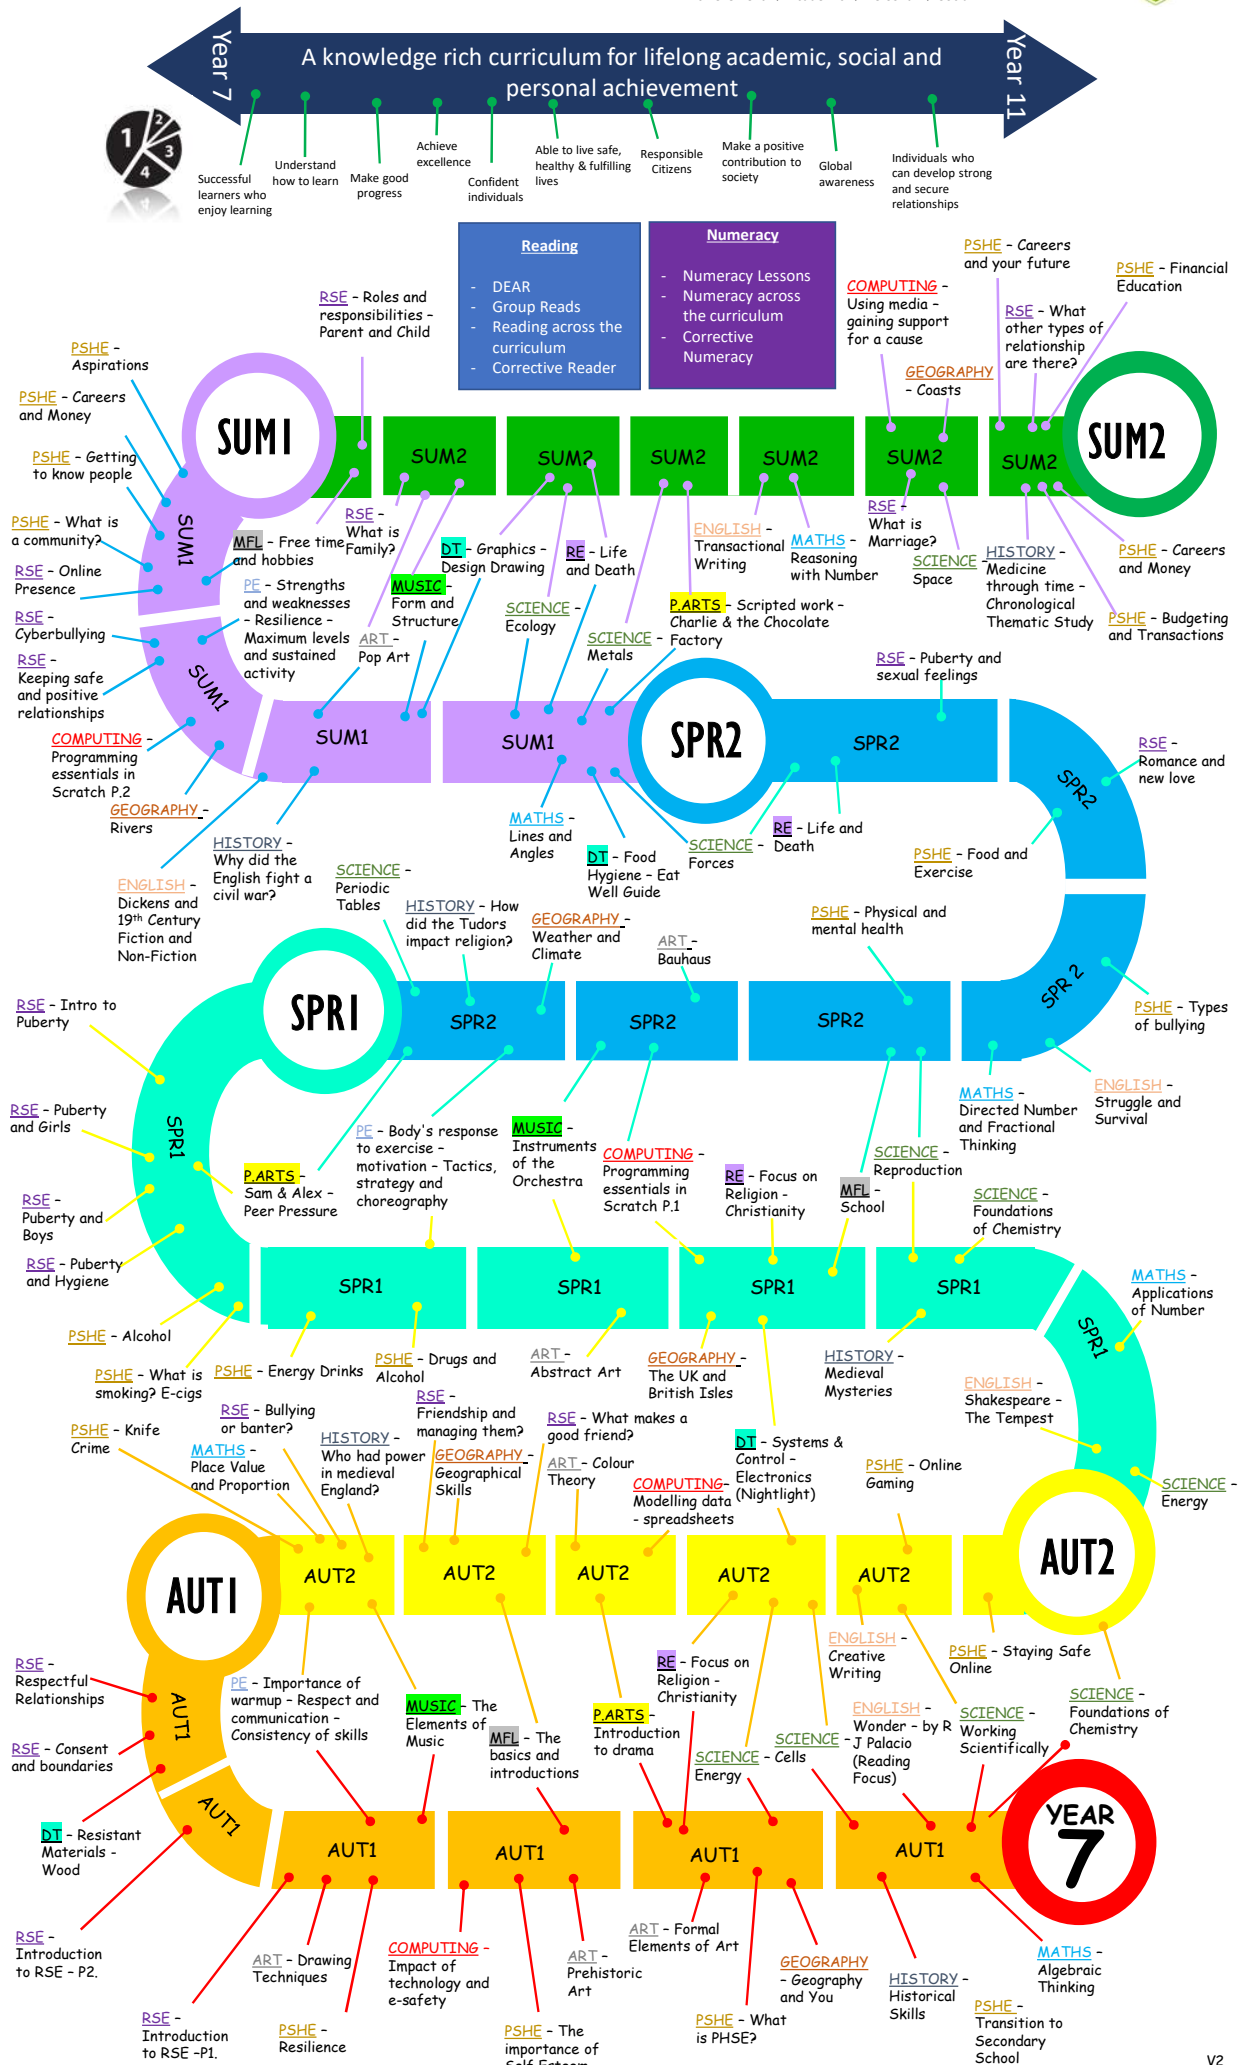 Year 7
A knowledge rich curriculum for lifelong academic, social and
personal achievement
Year 11
1
2
3
4
Successful
learners who
enjoy learning
Understand
how to learn
Make good
progress
Achieve
excellence
Confident
individuals
Able to live safe,
healthy & fulfilling
lives
Responsible
Citizens
Make a positive
contribution to
society
Global
awareness
Individuals who
can develop strong
and secure
relationships
Reading
- DEAR
- Group Reads
- Reading across the
curriculum
- Corrective Reader
Numeracy
- Numeracy Lessons
- Numeracy across
the curriculum
- Corrective
Numeracy
RSE – Roles and
responsibilities –
Parent and Child
COMPUTING –
Using media –
gaining support
for a cause
GEOGRAPHY
– Coasts
PSHE – Careers
and your future
RSE – What
other types of
relationship
are there?
PSHE – Financial
Education
PSHE –
Aspirations
PSHE – Careers
and Money
PSHE – Getting
to know people
PSHE – What is
a community?
RSE – Online
Presence
RSE –
Cyberbullying
RSE –
Keeping safe
and positive
relationships
SUM1
SUM2
SUM2
SUM2
SUM2
SUM2
SUM2
SUM2
SUM1
MFL – Free time
and hobbies
PE – Strengths
and weaknesses
– Resilience –
Maximum levels
and sustained
activity
RSE –
What is
Family?
ART –
Pop Art
MUSIC –
Form and
Structure
DT – Graphics –
Design Drawing
SCIENCE –
Ecology
RE – Life
and Death
SCIENCE –
Metals
P.ARTS – Scripted work –
Charlie & the Chocolate
Factory
ENGLISH –
Transactional
Writing
MATHS –
Reasoning
with Number
RSE –
What is
Marriage?
SCIENCE –
Space
HISTORY –
Medicine
through time –
Chronological
Thematic Study
PSHE – Careers
and Money
PSHE – Budgeting
and Transactions
SUM1
SUM1
SUM1
SPR2
SPR2
SPR2
RSE – Puberty and
sexual feelings
RSE –
Romance and
new love
COMPUTING –
Programming
essentials in
Scratch P.2
GEOGRAPHY –
Rivers
ENGLISH –
Dickens and
19th Century
Fiction and
Non-Fiction
HISTORY –
Why did the
English fight a
civil war?
MATHS –
Lines and
Angles
DT – Food
Hygiene – Eat
Well Guide
SCIENCE –
Forces
RE – Life and
Death
PSHE – Food and
Exercise
SCIENCE –
Periodic
Tables
HISTORY – How
did the Tudors
impact religion?
GEOGRAPHY –
Weather and
Climate
ART –
Bauhaus
PSHE – Physical and
mental health
SPR1
SPR2
SPR2
SPR2
SPR 2
PSHE – Types
of bullying
ENGLISH –
Struggle and
Survival
MATHS –
Directed Number
and Fractional
Thinking
RSE – Intro to
Puberty
RSE – Puberty
and Girls
RSE –
Puberty and
Boys
RSE – Puberty
and Hygiene
SPR1
P.ARTS –
Sam & Alex –
Peer Pressure
PE – Body's response
to exercise –
motivation – Tactics,
strategy and
choreography
MUSIC –
Instruments
of the
Orchestra
COMPUTING –
Programming
essentials in
Scratch P.1
RE – Focus on
Religion –
Christianity
MFL –
School
SCIENCE –
Reproduction
SCIENCE –
Foundations
of Chemistry
SPR1
SPR1
SPR1
SPR1
SPR1
MATHS –
Applications
of Number
PSHE – Alcohol
PSHE – What is
smoking? E-cigs
PSHE – Energy Drinks
PSHE – Drugs and
Alcohol
ART –
Abstract Art
GEOGRAPHY –
The UK and
British Isles
HISTORY –
Medieval
Mysteries
ENGLISH –
Shakespeare –
The Tempest
SCIENCE –
Energy
PSHE – Knife
Crime
RSE – Bullying
or banter?
MATHS –
Place Value
and Proportion
HISTORY –
Who had power
in medieval
England?
RSE –
Friendship and
managing them?
GEOGRAPHY –
Geographical
Skills
RSE – What makes a
good friend?
ART – Colour
Theory
COMPUTING–
Modelling data
– spreadsheets
DT – Systems &
Control –
Electronics
(Nightlight)
PSHE – Online
Gaming
AUT1
AUT2
AUT2
AUT2
AUT2
AUT2
AUT2
RSE –
Respectful
Relationships
RSE – Consent
and boundaries
AUT1
PE – Importance of
warmup – Respect and
communication –
Consistency of skills
MUSIC – The
Elements of
Music
MFL – The
basics and
introductions
P.ARTS –
Introduction
to drama
RE – Focus on
Religion –
Christianity
SCIENCE –
Energy
SCIENCE –
Cells
ENGLISH –
Creative
Writing
ENGLISH –
Wonder – by R
J Palacio
(Reading
Focus)
SCIENCE –
Working
Scientifically
PSHE – Staying Safe
Online
SCIENCE –
Foundations of
Chemistry
DT – Resistant
Materials –
Wood
AUT1
AUT1
AUT1
AUT1
AUT1
YEAR
7
RSE –
Introduction
to RSE – P2.
RSE –
Introduction
to RSE –P1.
ART – Drawing
Techniques
PSHE –
Resilience
COMPUTING –
Impact of
technology and
e-safety
PSHE – The
importance of
ART –
Prehistoric
Art
ART – Formal
Elements of Art
PSHE – What
is PHSE?
GEOGRAPHY
– Geography
and You
HISTORY –
Historical
Skills
PSHE –
Transition to
Secondary
School
MATHS –
Algebraic
Thinking
V2